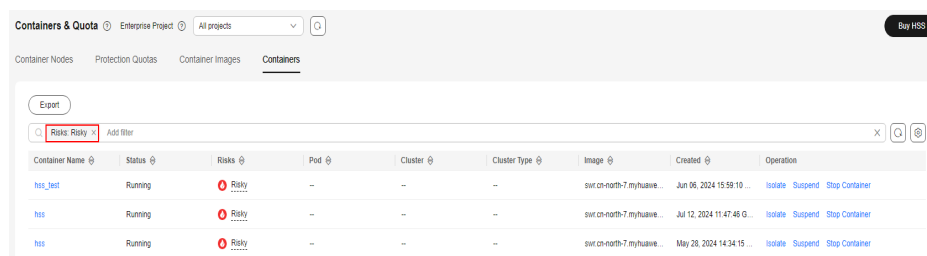 Containers & Quota Enterprise Project All projects Buy HSS
Container Nodes Protection Quotas Container Images Containers
Export
Risks: Risky × Add filter
Container Name Status Risks Pod Cluster Cluster Type Image Created Operation
hss_test Running Risky -- -- -- swr.cn-north-7.myhuawe... Jun 06, 2024 15:59:10 ... Isolate Suspend Stop Container
hss Running Risky -- -- -- swr.cn-north-7.myhuawe... Jul 12, 2024 11:47:46 G... Isolate Suspend Stop Container
hss Running Risky -- -- -- swr.cn-north-7.myhuawe... May 28, 2024 14:34:15 ... Isolate Suspend Stop Container